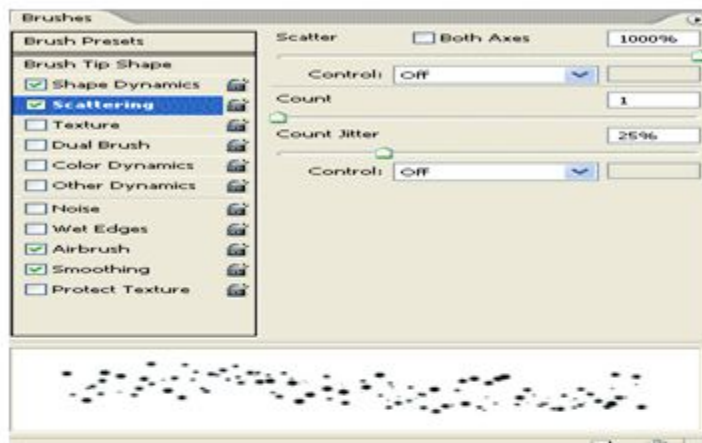 Brushes
Brush Presets
Brush Tip Shape
Shape Dynamics
Scattering
Texture
Dual Brush
Color Dynamics
Other Dynamics
Noise
Wet Edges
Airbrush
Smoothing
Protect Texture
Scatter Both Axes 1000%
Control: Off
Count 1
Count Jitter 25%
Control: Off